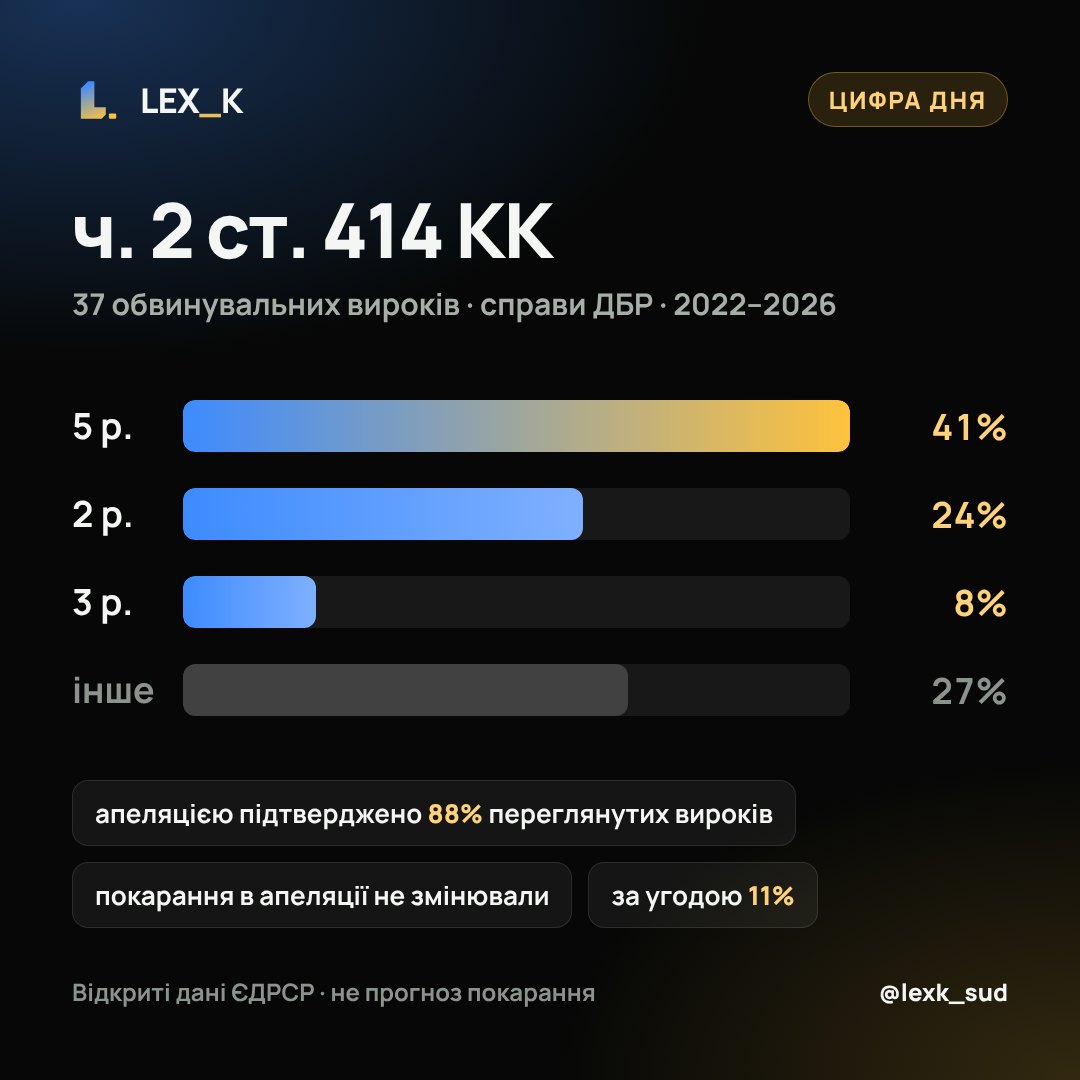 LEX_K
ЦИФРА ДНЯ
ч. 2 ст. 414 КК
37 обвинувальних вироків · справи ДБР · 2022–2026
5 р. 41%
2 р. 24%
3 р. 8%
інше 27%
апеляцією підтверджено 88% переглянутих вироків
покарання в апеляції не змінювали
за угодою 11%
Відкриті дані ЄДРСР · не прогноз покарання
@lexk_sud